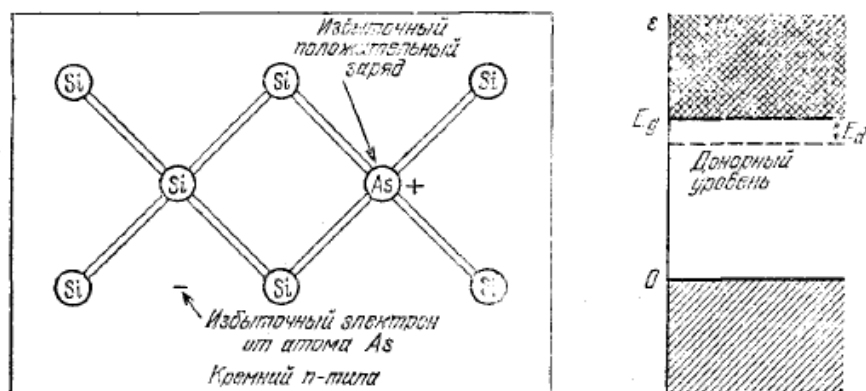 Избыточный
положительный
заряд
Si
Si
Si
Si
As +
Si
Si
Si
–
Избыточный электрон
от атома As
Кремний n-типа
ε
E_g
E_d
Донорный
уровень
0